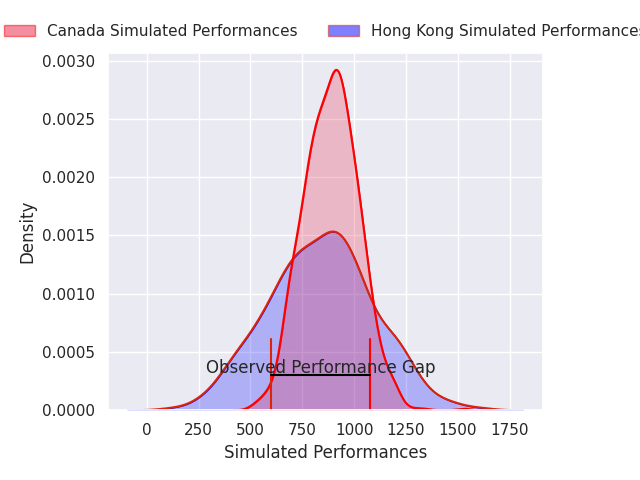 Canada Simulated Performances
Hong Kong Simulated Performances
0.0030
0.0025
0.0020
0.0015
0.0010
0.0005
0.0000
Density
Observed Performance Gap
0 250 500 750 1000 1250 1500 1750
Simulated Performances